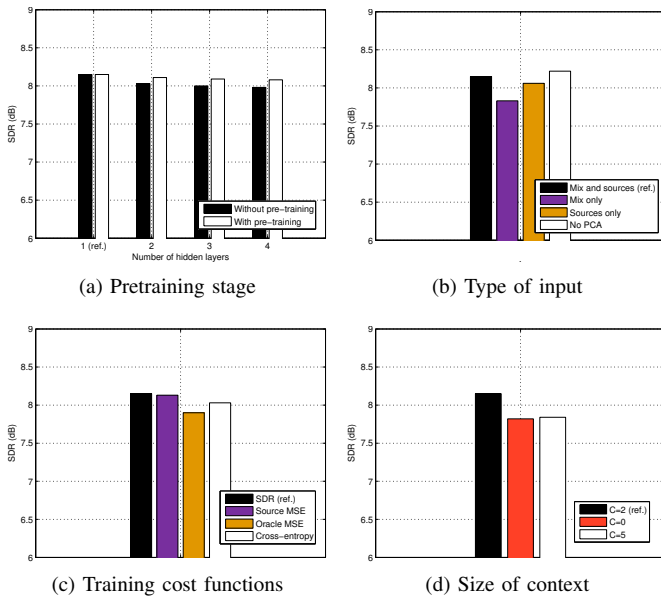 9
8.5
8
7.5
7
6.5
6
SDR (dB)
Without pre−training
With pre−training
1 (ref.) 2 3 4
Number of hidden layers
(a) Pretraining stage
9
8.5
8
7.5
7
6.5
6
SDR (dB)
Mix and sources (ref.)
Mix only
Sources only
No PCA
(b) Type of input
9
8.5
8
7.5
7
6.5
6
SDR (dB)
SDR (ref.)
Source MSE
Oracle MSE
Cross−entropy
(c) Training cost functions
9
8.5
8
7.5
7
6.5
6
SDR (dB)
C=2 (ref.)
C=0
C=5
(d) Size of context